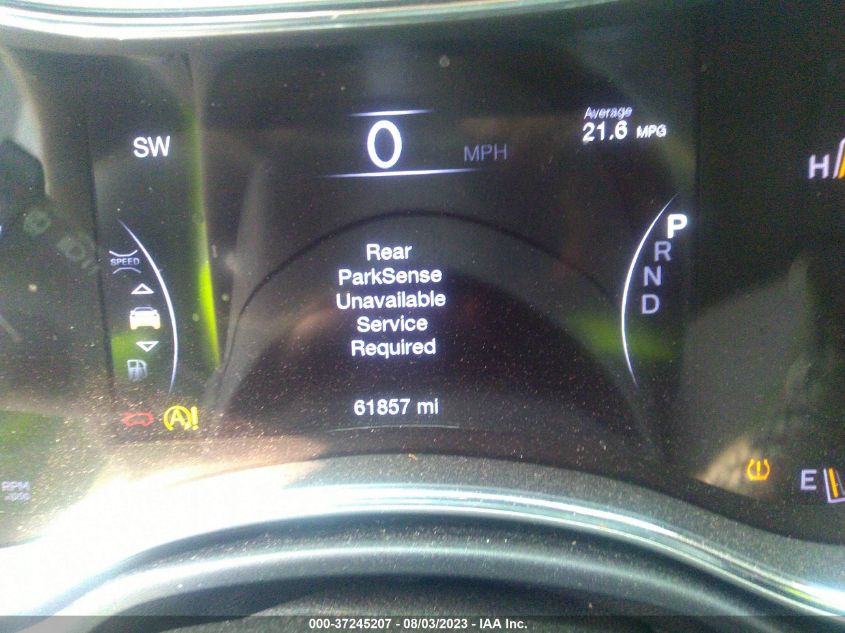 SW
0
MPH
Average
21.6 MPG
H
SPEED
P
R
N
D
Rear
ParkSense
Unavailable
Service
Required
61857 mi
A!
RPM
E
000-37245207 - 08/03/2023 - IAA Inc.